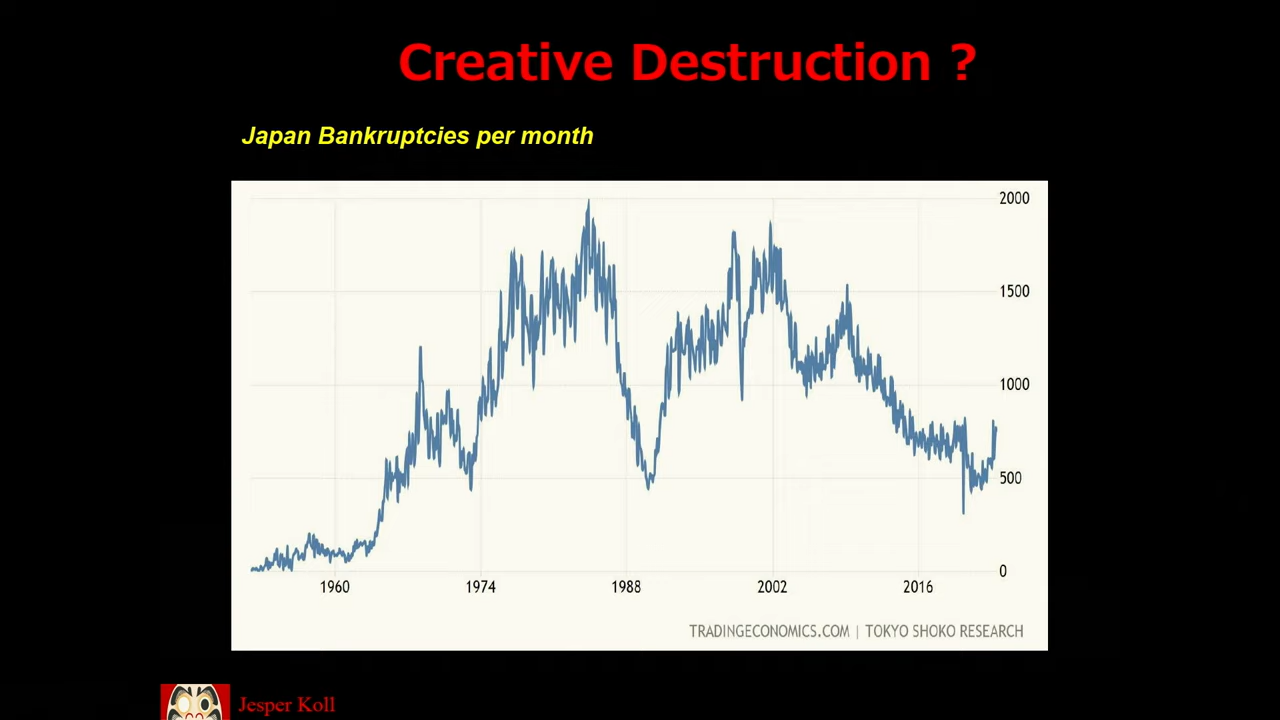 Creative Destruction ?
Japan Bankruptcies per month
2000
1500
1000
500
0
1960 1974 1988 2002 2016
TRADINGECONOMICS.COM | TOKYO SHOKO RESEARCH
Jesper Koll